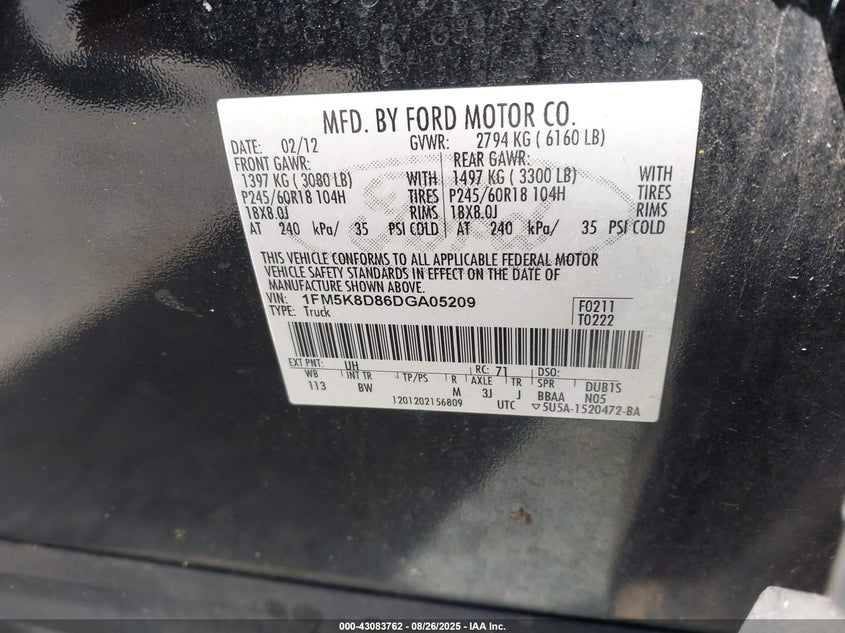 MFD. BY FORD MOTOR CO.
DATE: 02/12 GVWR: 2794 KG ( 6160 LB)
FRONT GAWR: REAR GAWR:
1397 KG ( 3080 LB) WITH 1497 KG ( 3300 LB) WITH
P245/60R18 104H TIRES P245/60R18 104H TIRES
18X8.0J RIMS 18X8.0J RIMS
AT 240 kPa/ 35 PSI COLD AT 240 kPa/ 35 PSI COLD
THIS VEHICLE CONFORMS TO ALL APPLICABLE FEDERAL MOTOR
VEHICLE SAFETY STANDARDS IN EFFECT ON THE DATE OF
MANUFACTURE SHOWN ABOVE.
VIN: 1FM5K8D86DGA05209 F0211
TYPE: Truck T0222
EXT PNT: UH RC: 71 DSO:
WB INT TR TP/PS R AXLE TR SPR DUB1S
113 BW M 3J J BBAA N05
1201202156809 UTC ▽5U5A-1520472-BA
000-43083762 - 08/26/2025 - IAA Inc.